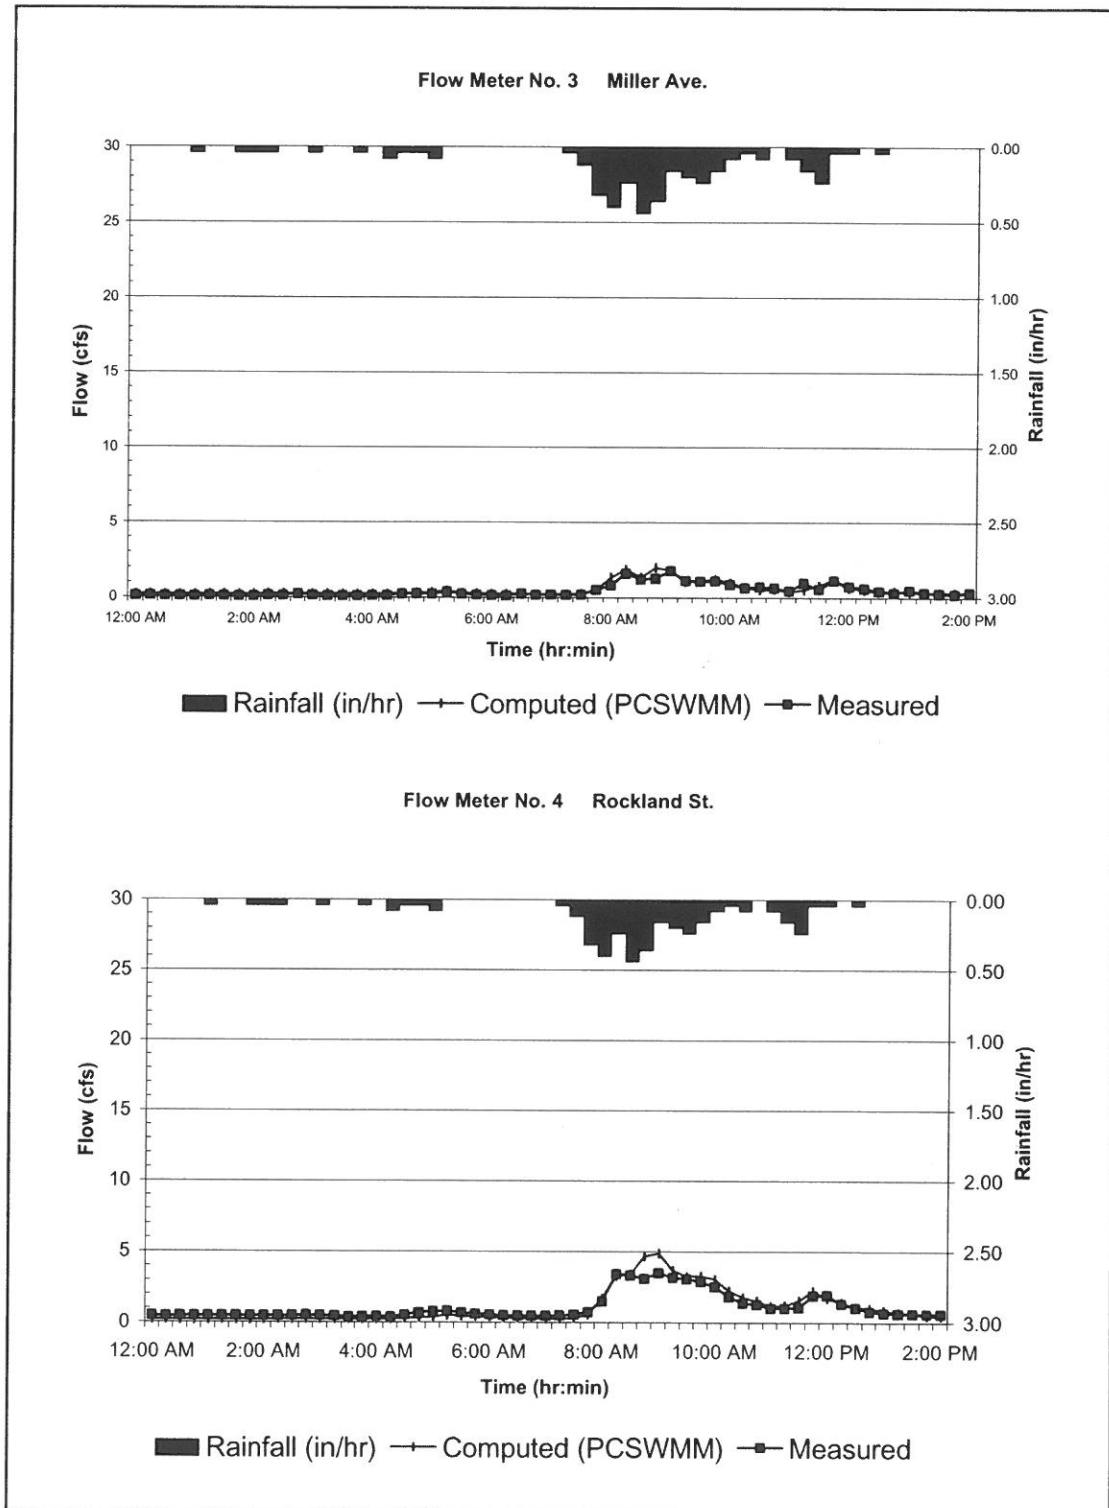 Flow Meter No. 3 Miller Ave.
30
25
20
15
10
5
0
Flow (cfs)
0.00
0.50
1.00
1.50
2.00
2.50
3.00
Rainfall (in/hr)
12:00 AM 2:00 AM 4:00 AM 6:00 AM 8:00 AM 10:00 AM 12:00 PM 2:00 PM
Time (hr:min)
Rainfall (in/hr) Computed (PCSWMM) Measured
Flow Meter No. 4 Rockland St.
30
25
20
15
10
5
0
Flow (cfs)
0.00
0.50
1.00
1.50
2.00
2.50
3.00
Rainfall (in/hr)
12:00 AM 2:00 AM 4:00 AM 6:00 AM 8:00 AM 10:00 AM 12:00 PM 2:00 PM
Time (hr:min)
Rainfall (in/hr) Computed (PCSWMM) Measured